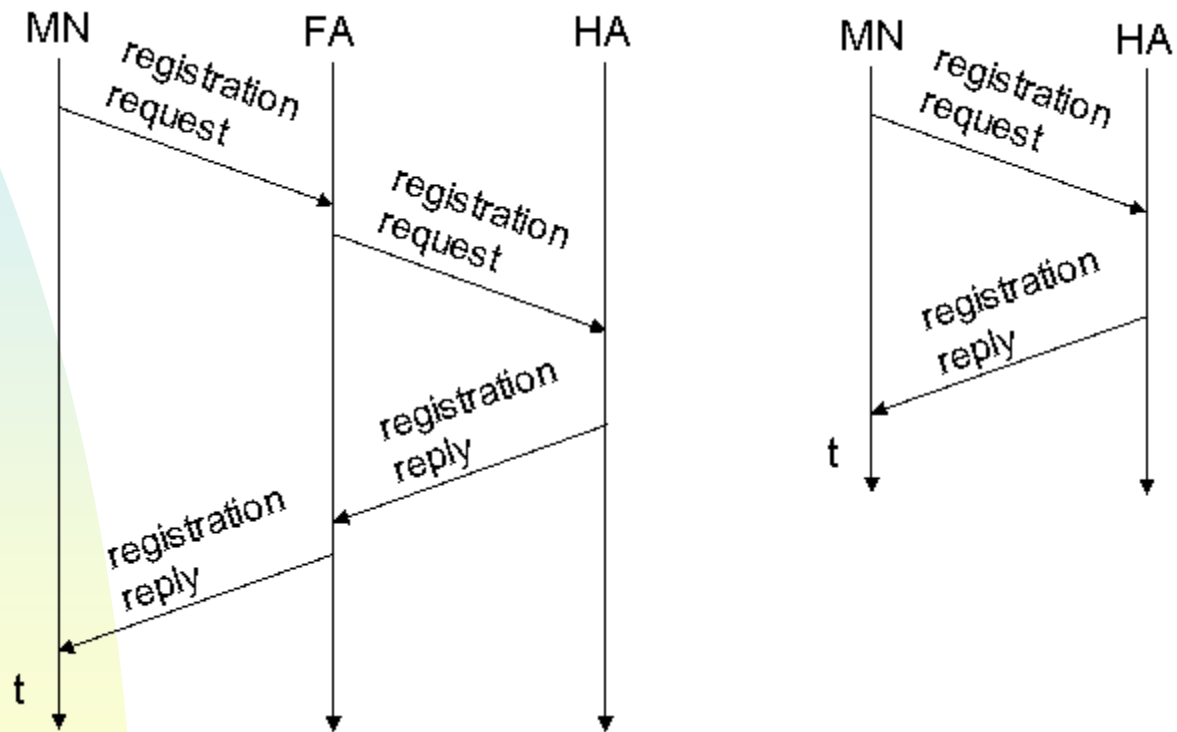 MN
FA
HA
registration
request
registration
request
registration
reply
registration
reply
t
MN
HA
registration
request
registration
reply
t